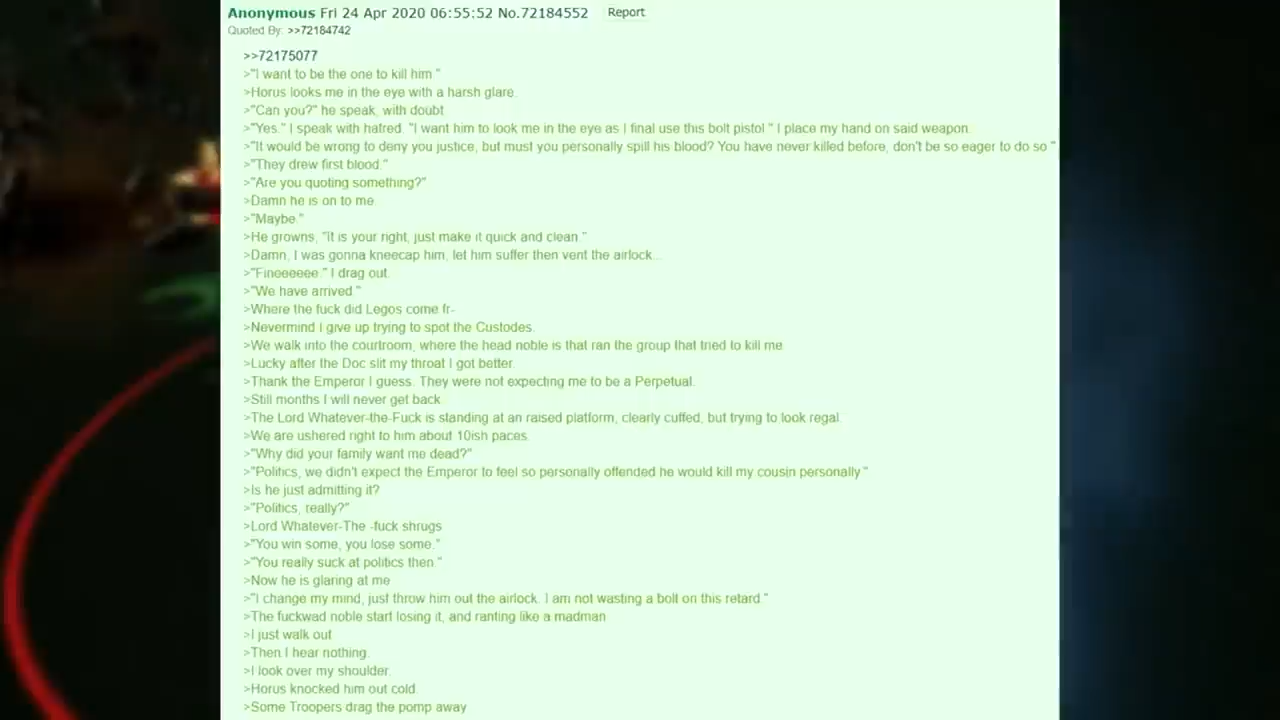 Anonymous Fri 24 Apr 2020 06:55:52 No.72184552 Report
Quoted By: >>72184742
>>72175077
>"I want to be the one to kill him "
>Horus looks me in the eye with a harsh glare.
>"Can you?" he speak, with doubt
>"Yes." I speak with hatred. "I want him to look me in the eye as I final use this bolt pistol " I place my hand on said weapon.
>"It would be wrong to deny you justice, but must you personally spill his blood? You have never killed before, don't be so eager to do so "
>"They drew first blood."
>"Are you quoting something?"
>Damn he is on to me.
>"Maybe."
>He growns, "It is your right, just make it quick and clean."
>Damn, I was gonna kneecap him, let him suffer then vent the airlock...
>"Fineeeeee." I drag out.
>"We have arrived."
>Where the fuck did Legos come fr-
>Nevermind I give up trying to spot the Custodes.
>We walk into the courtroom, where the head noble is that ran the group that tried to kill me
>Lucky after the Doc slit my throat I got better.
>Thank the Emperor I guess. They were not expecting me to be a Perpetual.
>Still months I will never get back.
>The Lord Whatever-the-Fuck is standing at an raised platform, clearly cuffed, but trying to look regal.
>We are ushered right to him about 10ish paces.
>"Why did your family want me dead?"
>"Politics, we didn't expect the Emperor to feel so personally offended he would kill my cousin personally."
>Is he just admitting it?
>"Politics, really?"
>Lord Whatever-The -fuck shrugs
>"You win some, you lose some."
>"You really suck at politics then."
>Now he is glaring at me
>"I change my mind, just throw him out the airlock. I am not wasting a bolt on this retard."
>The fuckwad noble start losing it, and ranting like a madman
>I just walk out
>Then I hear nothing.
>I look over my shoulder.
>Horus knocked him out cold.
>Some Troopers drag the pomp away